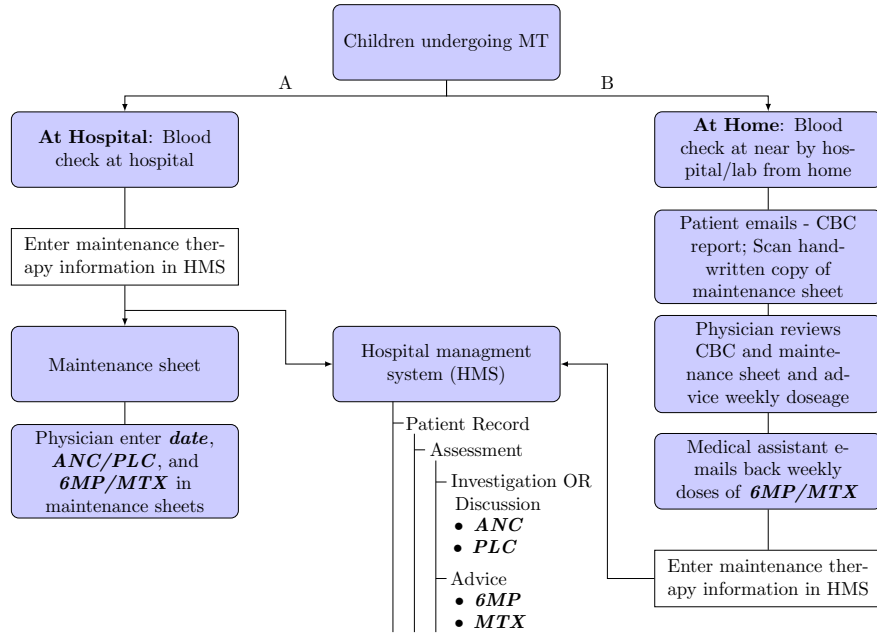 Children undergoing MT
A
B
At Hospital: Blood
check at hospital
Enter maintenance ther-
apy information in HMS
Maintenance sheet
Physician enter date,
ANC/PLC, and
6MP/MTX in
maintenance sheets
Hospital managment
system (HMS)
Patient Record
Assessment
Investigation OR
Discussion
• ANC
• PLC
Advice
• 6MP
• MTX
At Home: Blood
check at near by hos-
pital/lab from home
Patient emails - CBC
report; Scan hand-
written copy of
maintenance sheet
Physician reviews
CBC and mainte-
nance sheet and ad-
vice weekly doseage
Medical assistant e-
mails back weekly
doses of 6MP/MTX
Enter maintenance ther-
apy information in HMS